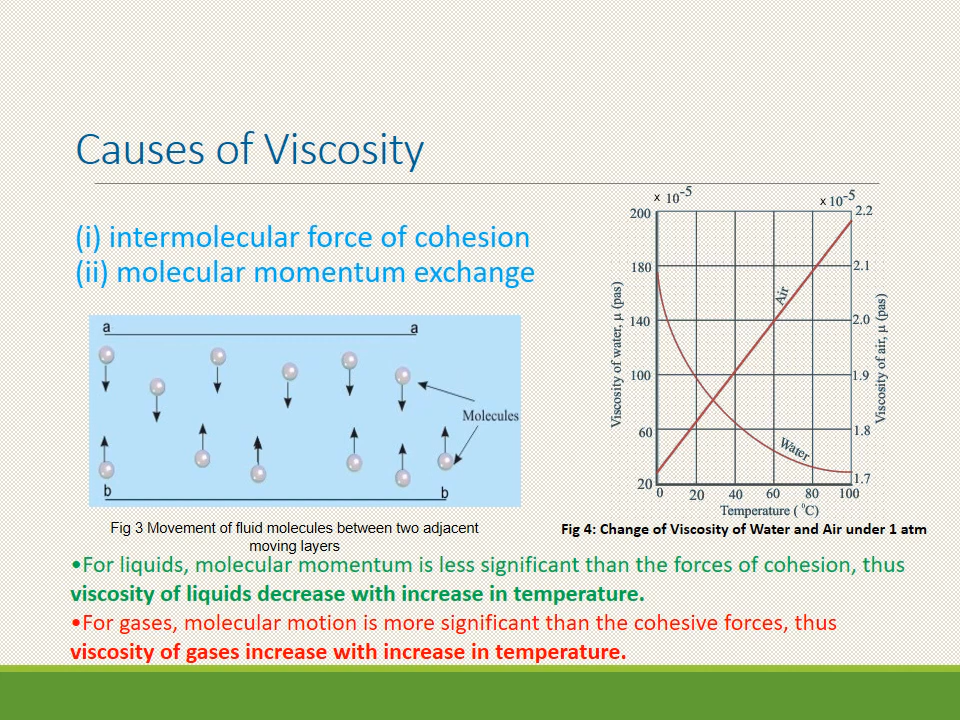 Causes of Viscosity
(i) intermolecular force of cohesion
(ii) molecular momentum exchange
a a
Molecules
b b
Fig 3 Movement of fluid molecules between two adjacent
moving layers
x 10-5 x 10-5
200 2.2
180 2.1
140 2.0
100 1.9
60 1.8
20 1.7
Viscosity of water, μ (pas)
Air
Water
Viscosity of air, μ (pas)
0 20 40 60 80 100
Temperature ( °C)
Fig 4: Change of Viscosity of Water and Air under 1 atm
•For liquids, molecular momentum is less significant than the forces of cohesion, thus
viscosity of liquids decrease with increase in temperature.
•For gases, molecular motion is more significant than the cohesive forces, thus
viscosity of gases increase with increase in temperature.